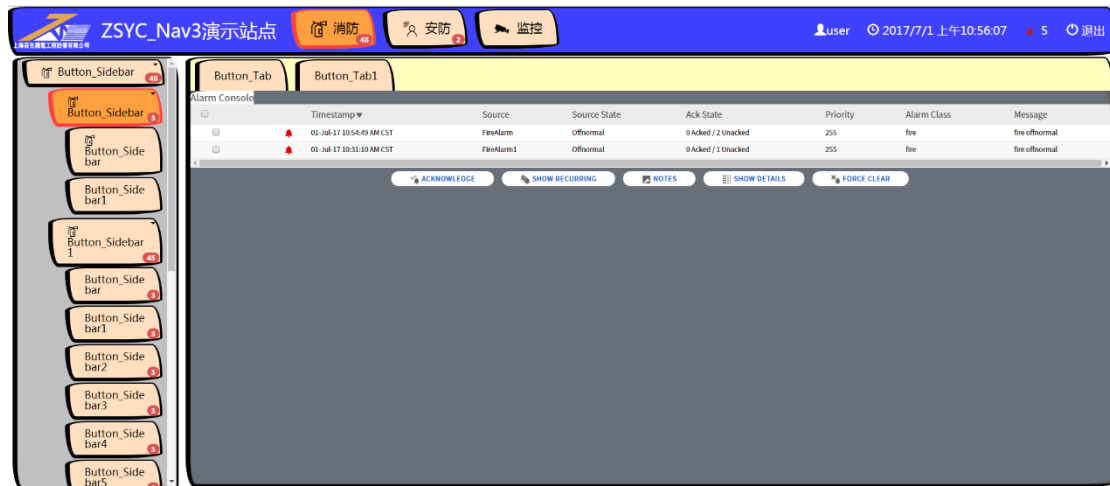 ZSYC_Nav3演示站点
消防
48
安防
2
监控
user
2017/7/1 上午10:56:07
5
退出
Button_Sidebar
48
Button_Sidebar
3
Button_Side
bar
Button_Side
bar1
Button_Sidebar
1
45
Button_Side
bar
3
Button_Side
bar1
3
Button_Side
bar2
3
Button_Side
bar3
3
Button_Side
bar4
3
Button_Side
bar5
Button_Tab
Button_Tab1
Alarm Console
Timestamp Source Source State Ack State Priority Alarm Class Message
01-Jul-17 10:54:49 AM CST FireAlarm Offnormal 0 Acked / 2 Unacked 255 fire fire offnormal
01-Jul-17 10:31:10 AM CST FireAlarm1 Offnormal 0 Acked / 1 Unacked 255 fire fire offnormal
ACKNOWLEDGE SHOW RECURRING NOTES SHOW DETAILS FORCE CLEAR